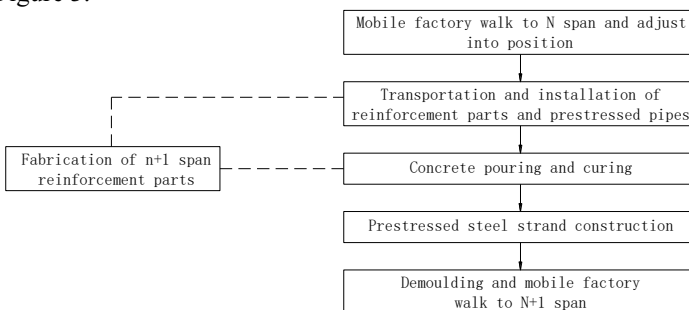 Figure 3.
Mobile factory walk to N span and adjust
into position
Transportation and installation of
reinforcement parts and prestressed pipes
Fabrication of n+1 span
reinforcement parts
Concrete pouring and curing
Prestressed steel strand construction
Demoulding and mobile factory
walk to N+1 span